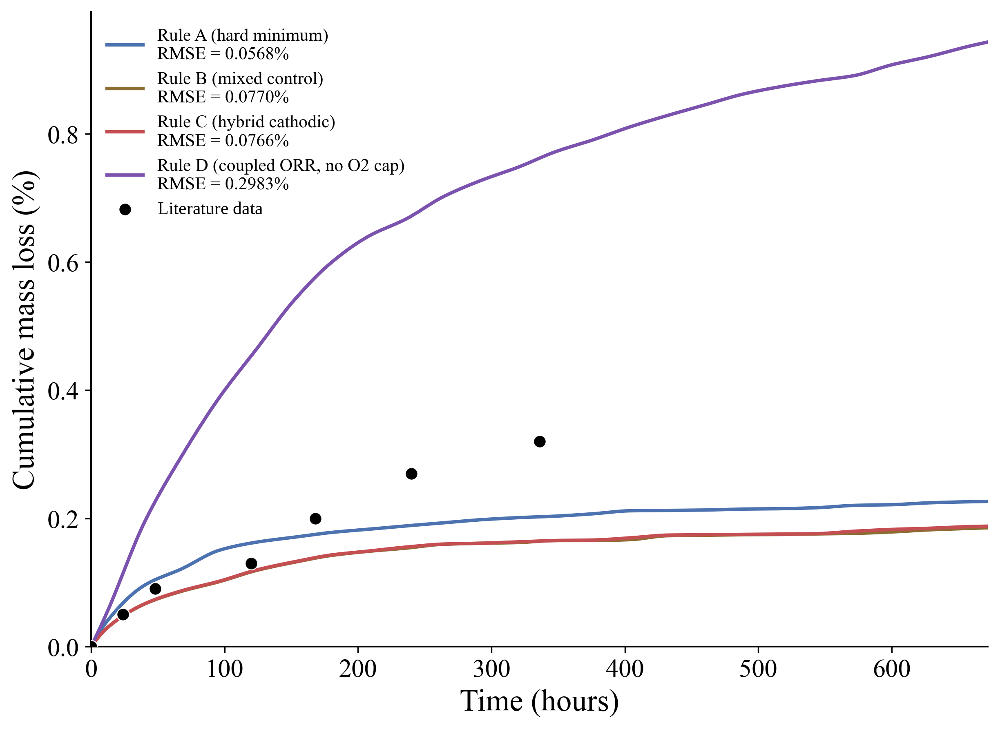 Rule A (hard minimum)
RMSE = 0.0568%
Rule B (mixed control)
RMSE = 0.0770%
Rule C (hybrid cathodic)
RMSE = 0.0766%
Rule D (coupled ORR, no O2 cap)
RMSE = 0.2983%
Literature data
Cumulative mass loss (%)
0.8
0.6
0.4
0.2
0.0
0 100 200 300 400 500 600
Time (hours)